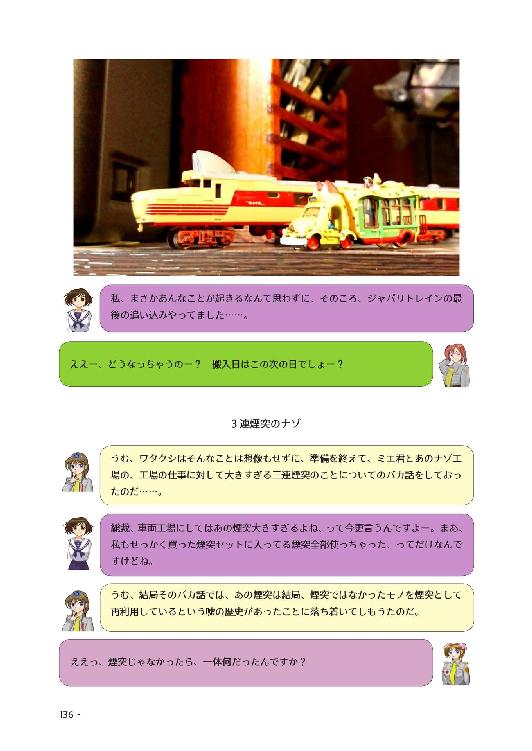 私、まさかあんなことが起きるなんて思わずに、そのころ、ジャパリトレインの最
後の追い込みやってました……。
ええー、どうなっちゃうのー？　搬入日はこの次の日でしょー？
3連煙突のナゾ
うむ、ワタクシはそんなことは想像もせずに、準備を終えて、ミエ君とあのナゾ工
場の、工場の仕事に対して大きすぎる三連煙突のことについてのバカ話をしておっ
たのだ……。
総裁、車両工場にしてはあの煙突大きすぎるよね、って今更言うんですよー。まあ、
私もせっかく買った煙突セットに入ってる煙突全部使っちゃった、ってだけなんで
すけどね。
うむ、結局そのバカ話では、あの煙突は結局、煙突ではなかったモノを煙突として
再利用しているという嘘の歴史があったことに落ち着いてしもうたのだ。
ええっ、煙突じゃなかったら、一体何だったんですか？
136 -